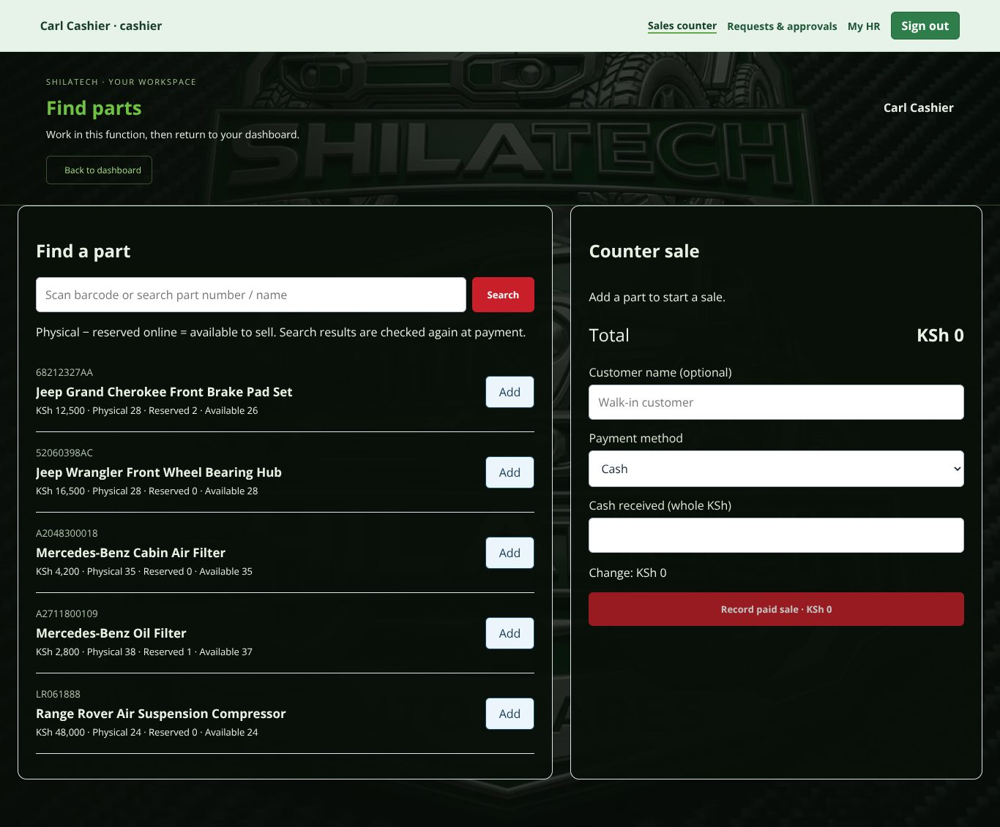 Carl Cashier · cashier
Sales counter
Requests & approvals
My HR
Sign out
SHILATECH · YOUR WORKSPACE
Find parts
Work in this function, then return to your dashboard.
Carl Cashier
SHILATECH
Back to dashboard
Find a part
Scan barcode or search part number / name
Search
Physical − reserved online = available to sell. Search results are checked again at payment.
68212327AA
Jeep Grand Cherokee Front Brake Pad Set
KSh 12,500 · Physical 28 · Reserved 2 · Available 26
Add
52060398AC
Jeep Wrangler Front Wheel Bearing Hub
KSh 16,500 · Physical 28 · Reserved 0 · Available 28
Add
A2048300018
Mercedes-Benz Cabin Air Filter
KSh 4,200 · Physical 35 · Reserved 0 · Available 35
Add
A2711800109
Mercedes-Benz Oil Filter
KSh 2,800 · Physical 38 · Reserved 1 · Available 37
Add
LR061888
Range Rover Air Suspension Compressor
KSh 48,000 · Physical 24 · Reserved 0 · Available 24
Add
Counter sale
Add a part to start a sale.
Total
KSh 0
Customer name (optional)
Walk-in customer
Payment method
Cash
Cash received (whole KSh)
Change: KSh 0
Record paid sale · KSh 0